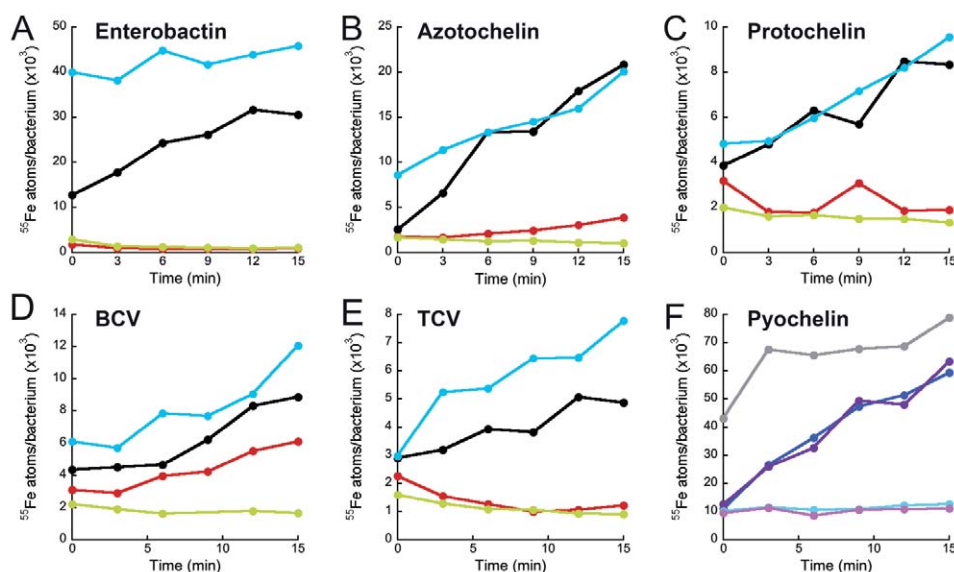 A Enterobactin
⁵⁵Fe atoms/bacterium (x10³)
50
40
30
20
10
0
0 3 6 9 12 15
Time (min)
B Azotochelin
⁵⁵Fe atoms/bacterium (x10³)
25
20
15
10
5
0
0 3 6 9 12 15
Time (min)
C Protochelin
⁵⁵Fe atoms/bacterium (x10³)
10
8
6
4
2
0
0 3 6 9 12 15
Time (min)
D BCV
⁵⁵Fe atoms/bacterium (x10³)
14
12
10
8
6
4
2
0
0 5 10 15
Time (min)
E TCV
⁵⁵Fe atoms/bacterium (x10³)
8
7
6
5
4
3
2
1
0
0 5 10 15
Time (min)
F Pyochelin
⁵⁵Fe atoms/bacterium (x10³)
80
70
60
50
40
30
20
10
0
0 5 10 15
Time (min)